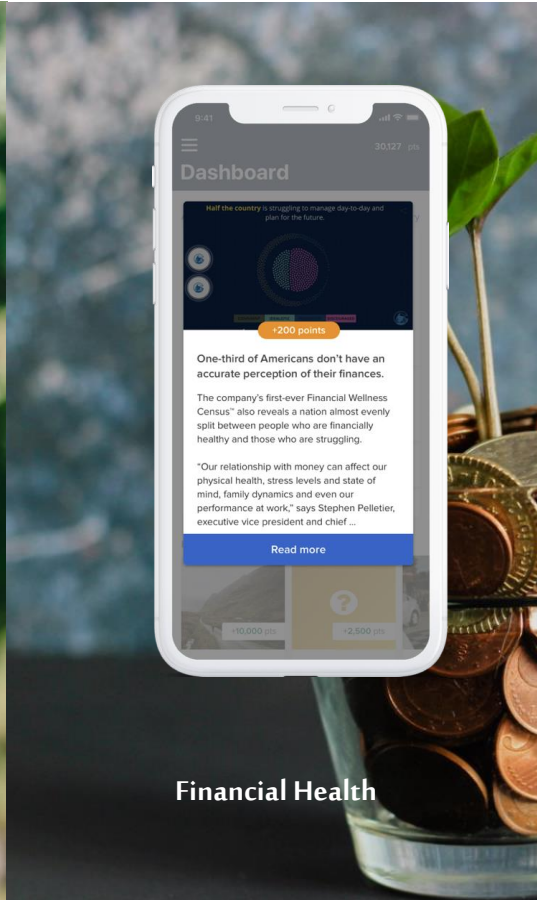 9:41
30,127 pts
Dashboard
Half the country is struggling to manage day-to-day and
plan for the future.
+200 points
One-third of Americans don't have an
accurate perception of their finances.
The company's first-ever Financial Wellness
Census™ also reveals a nation almost evenly
split between people who are financially
healthy and those who are struggling.
"Our relationship with money can affect our
physical health, stress levels and state of
mind, family dynamics and even our
performance at work," says Stephen Pelletier,
executive vice president and chief ...
Read more
?
+10,000 pts
+2,500 pts
Financial Health